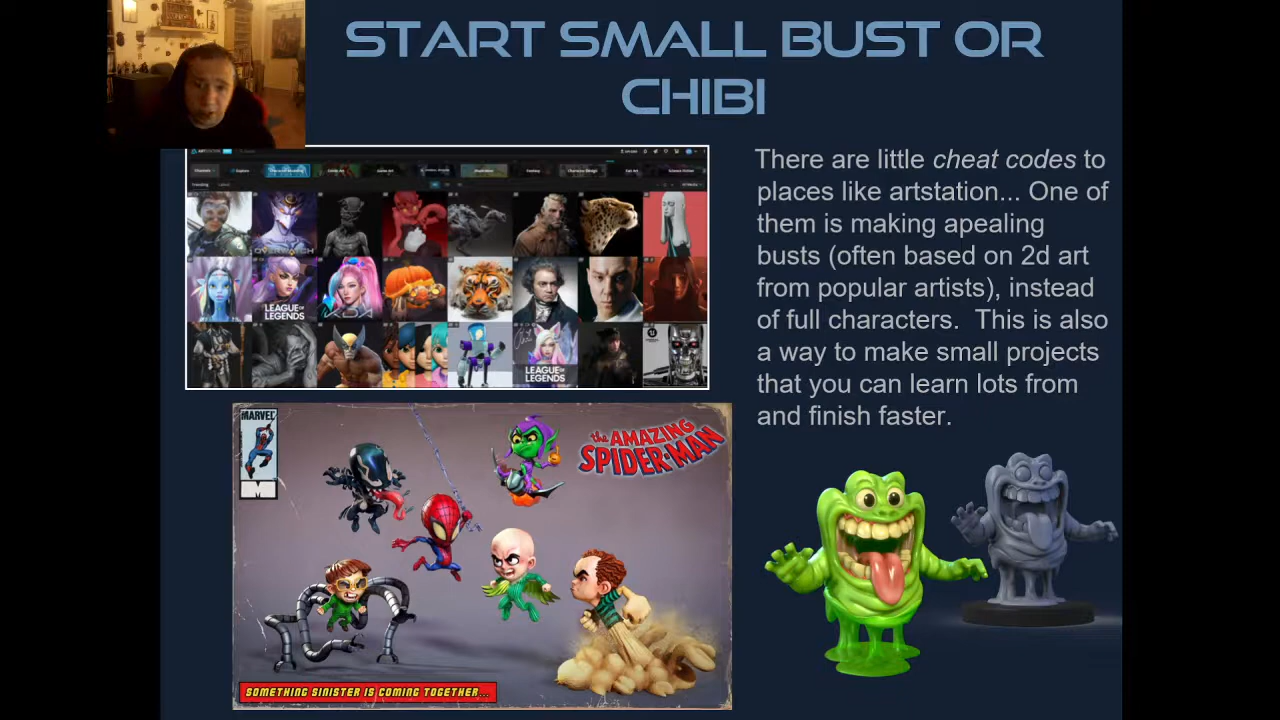 START SMALL BUST OR
CHIBI
There are little cheat codes to
places like artstation... One of
them is making apealing
busts (often based on 2d art
from popular artists), instead
of full characters.  This is also
a way to make small projects
that you can learn lots from
and finish faster.
OVERWATCH
LEAGUE OF
LEGENDS
LEAGUE OF
LEGENDS
MARVEL
M
the AMAZING
SPIDER-MAN
SOMETHING SINISTER IS COMING TOGETHER...